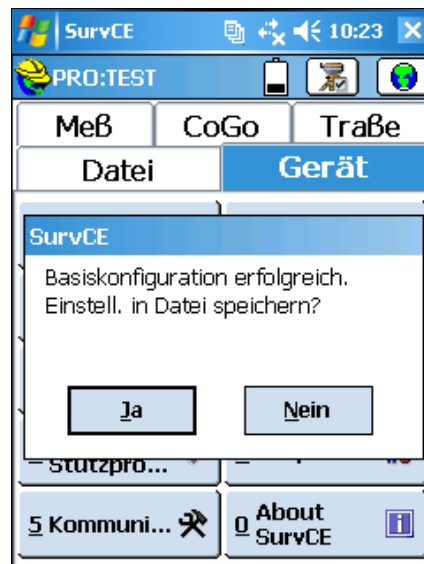 SurvCE 10:23
PRO:TEST
Meß CoGo Traße
Datei Gerät
SurvCE
Basiskonfiguration erfolgreich.
Einstell. in Datei speichern?
Ja Nein
Stützpro...
5 Kommuni... 0 About
SurvCE